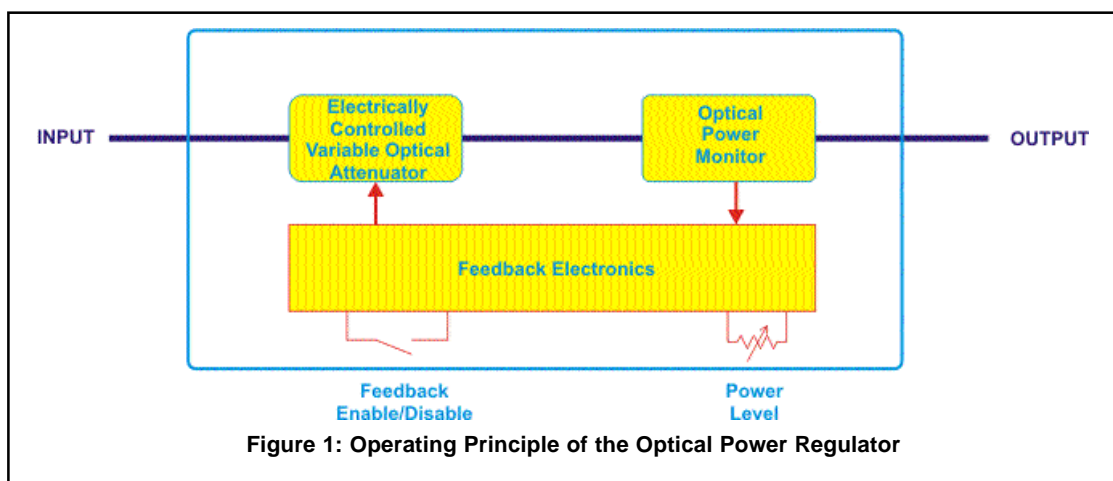 INPUT
Electrically
Controlled
Variable Optical
Attenuator
Optical
Power
Monitor
OUTPUT
Feedback Electronics
Feedback
Enable/Disable
Power
Level
Figure 1: Operating Principle of the Optical Power Regulator